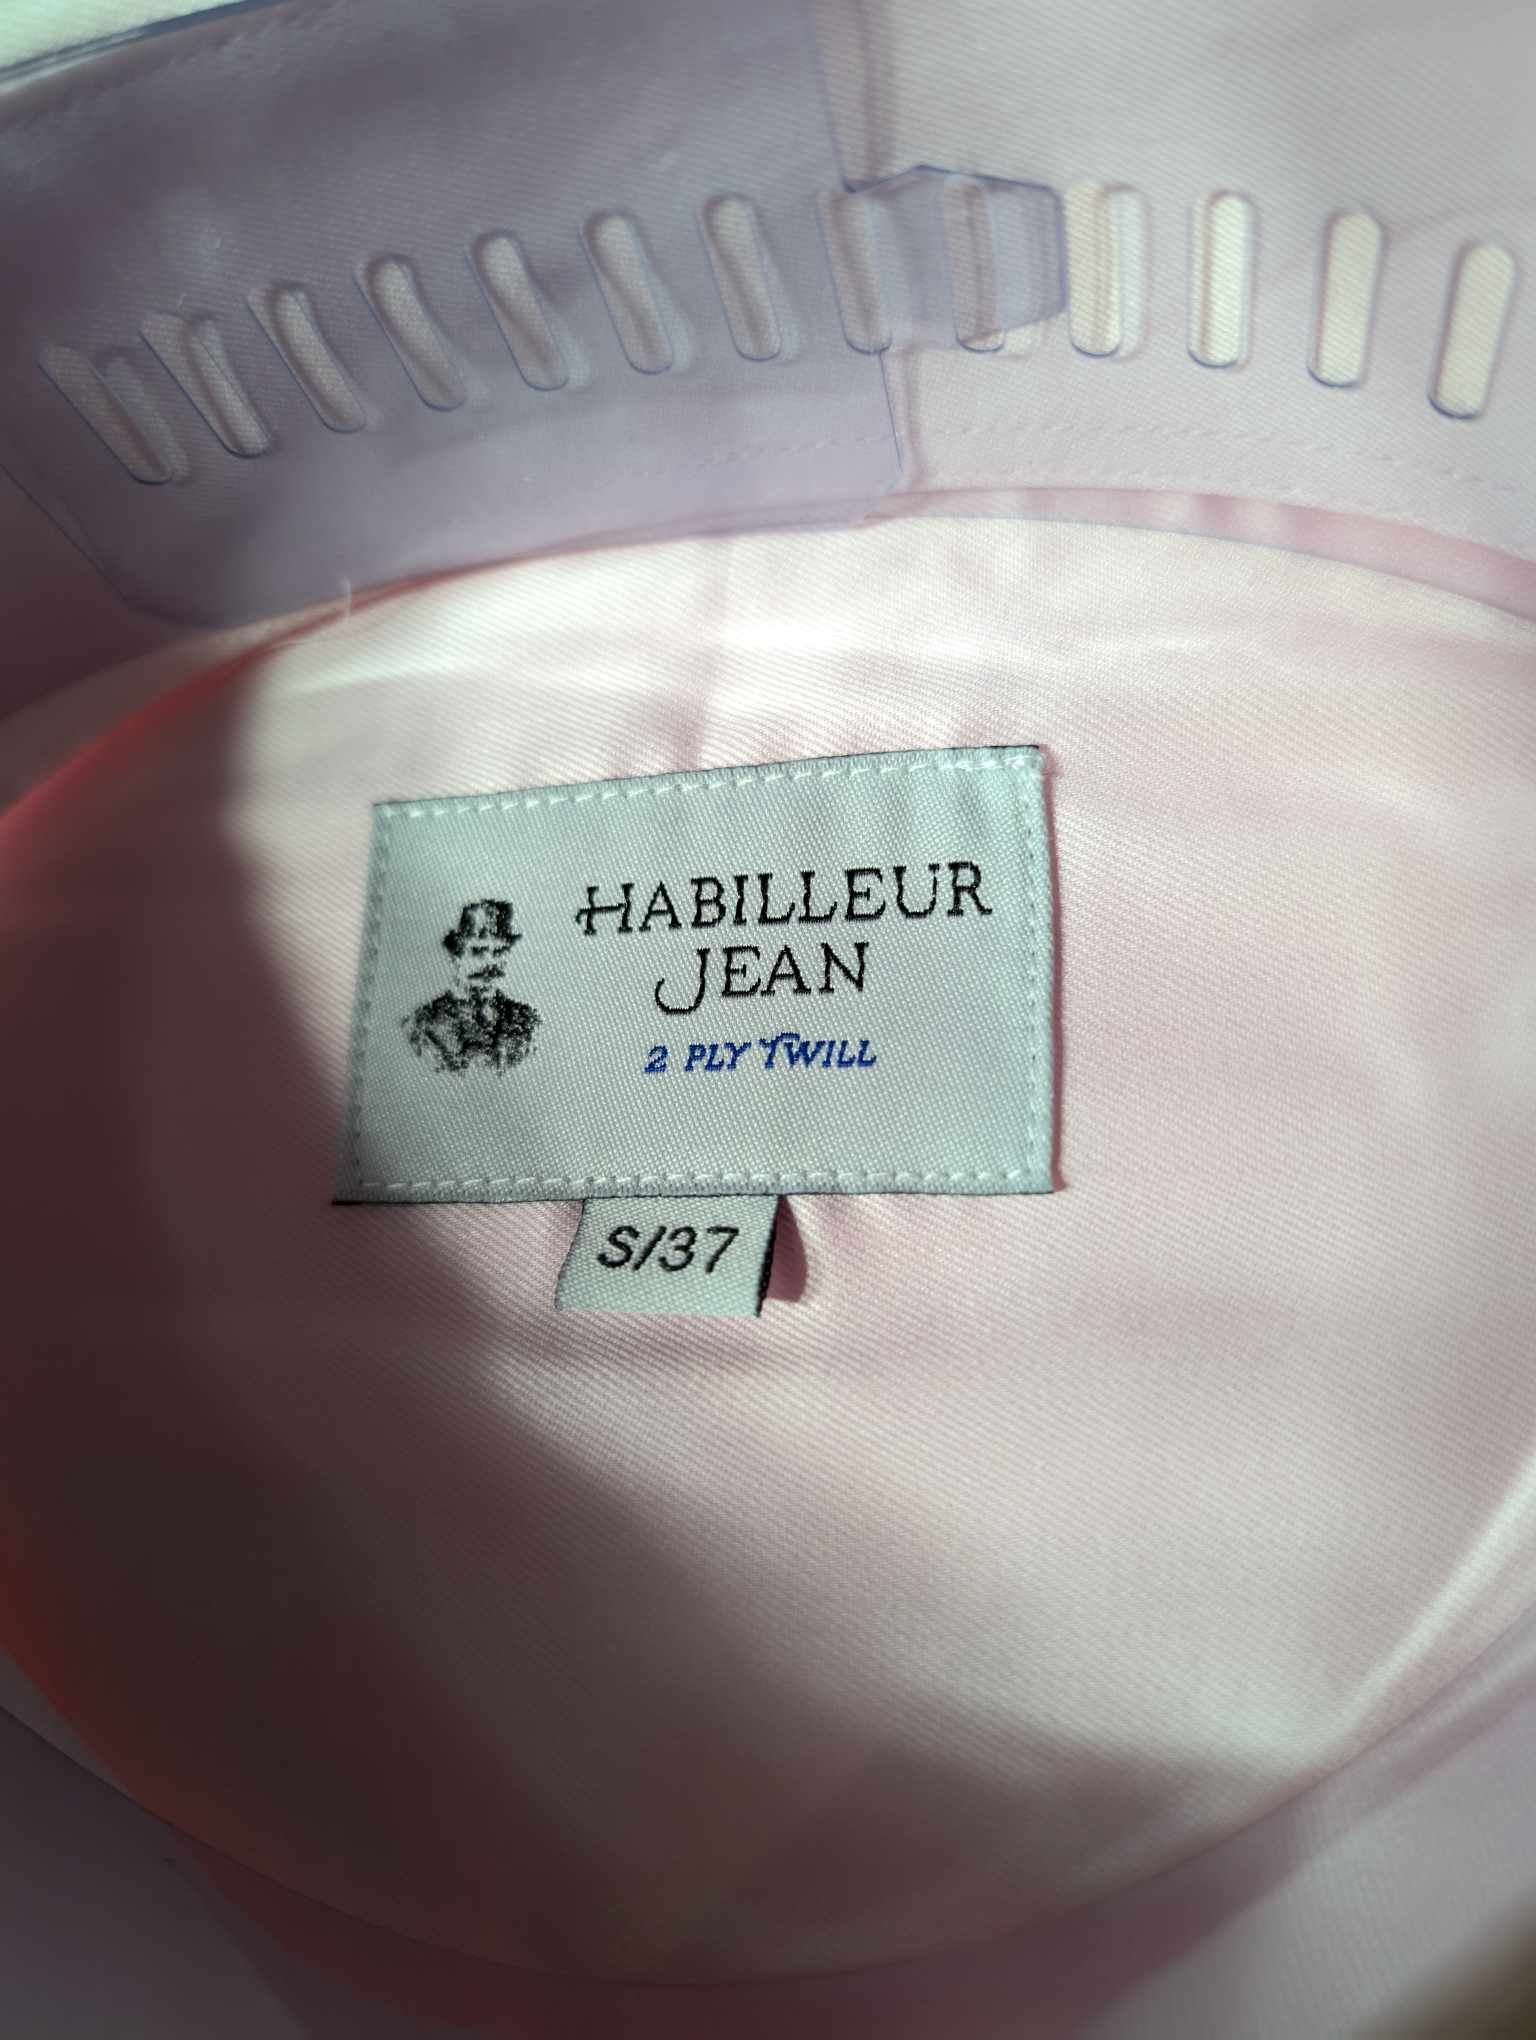 HABILLEUR
JEAN
2 PLY TWILL
S/37